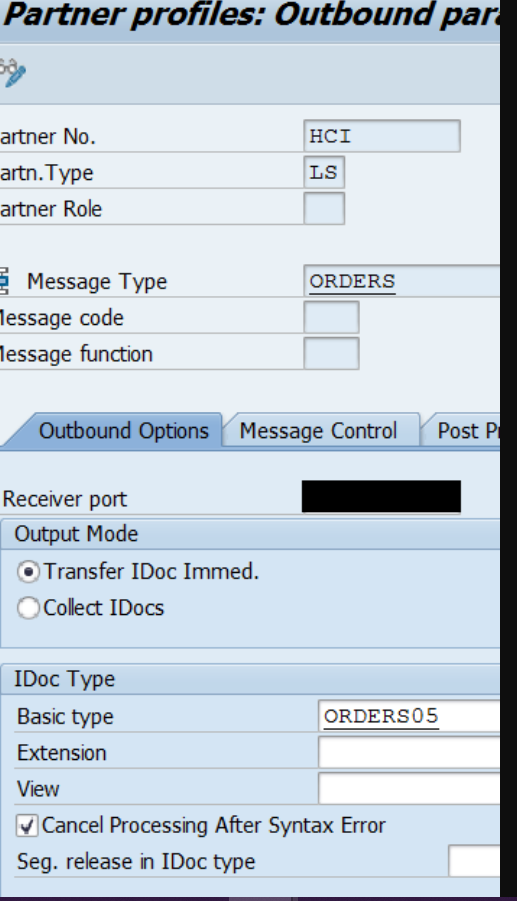 Partner profiles: Outbound para
artner No. HCI
artn.Type LS
artner Role
Message Type ORDERS
Message code
Message function
Outbound Options Message Control Post P
Receiver port
Output Mode
Transfer IDoc Immed.
Collect IDocs
IDoc Type
Basic type ORDERS05
Extension
View
Cancel Processing After Syntax Error
Seg. release in IDoc type